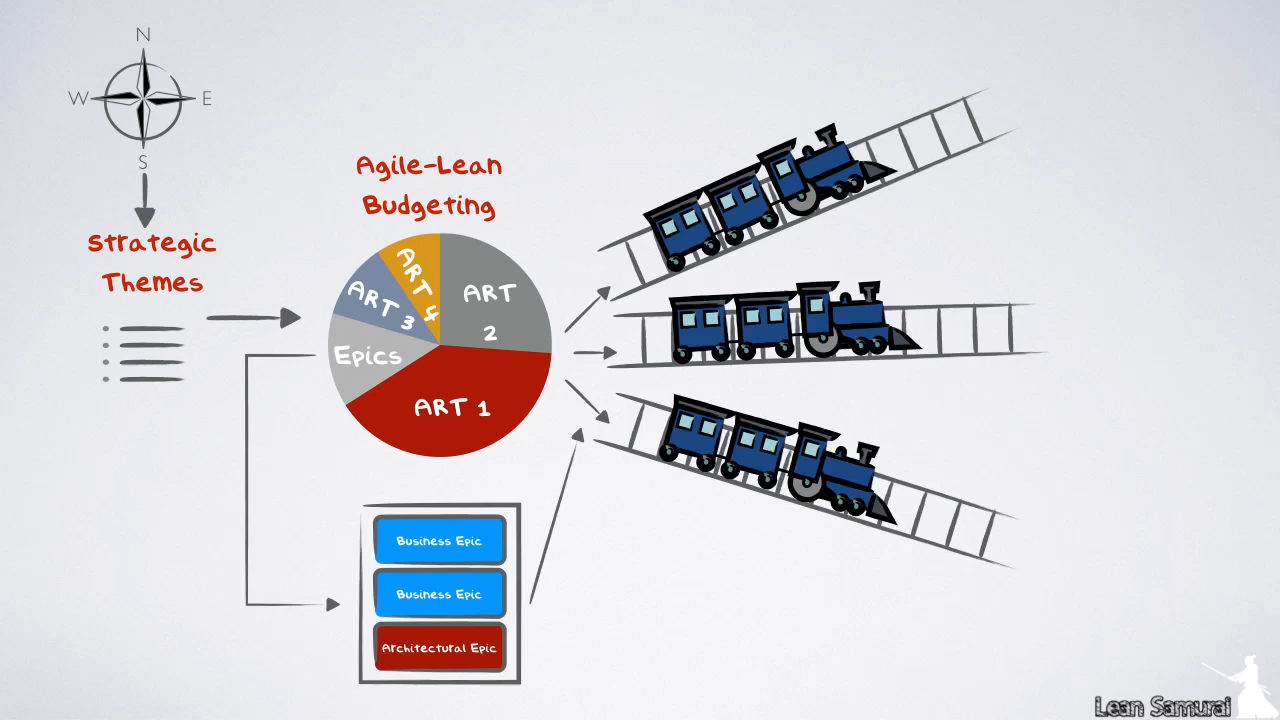 N
W
E
S
Strategic
Themes
Agile-Lean
Budgeting
ART
4
ART
3
ART
2
Epics
ART 1
Business Epic
Business Epic
Architectural Epic
Lean Samurai